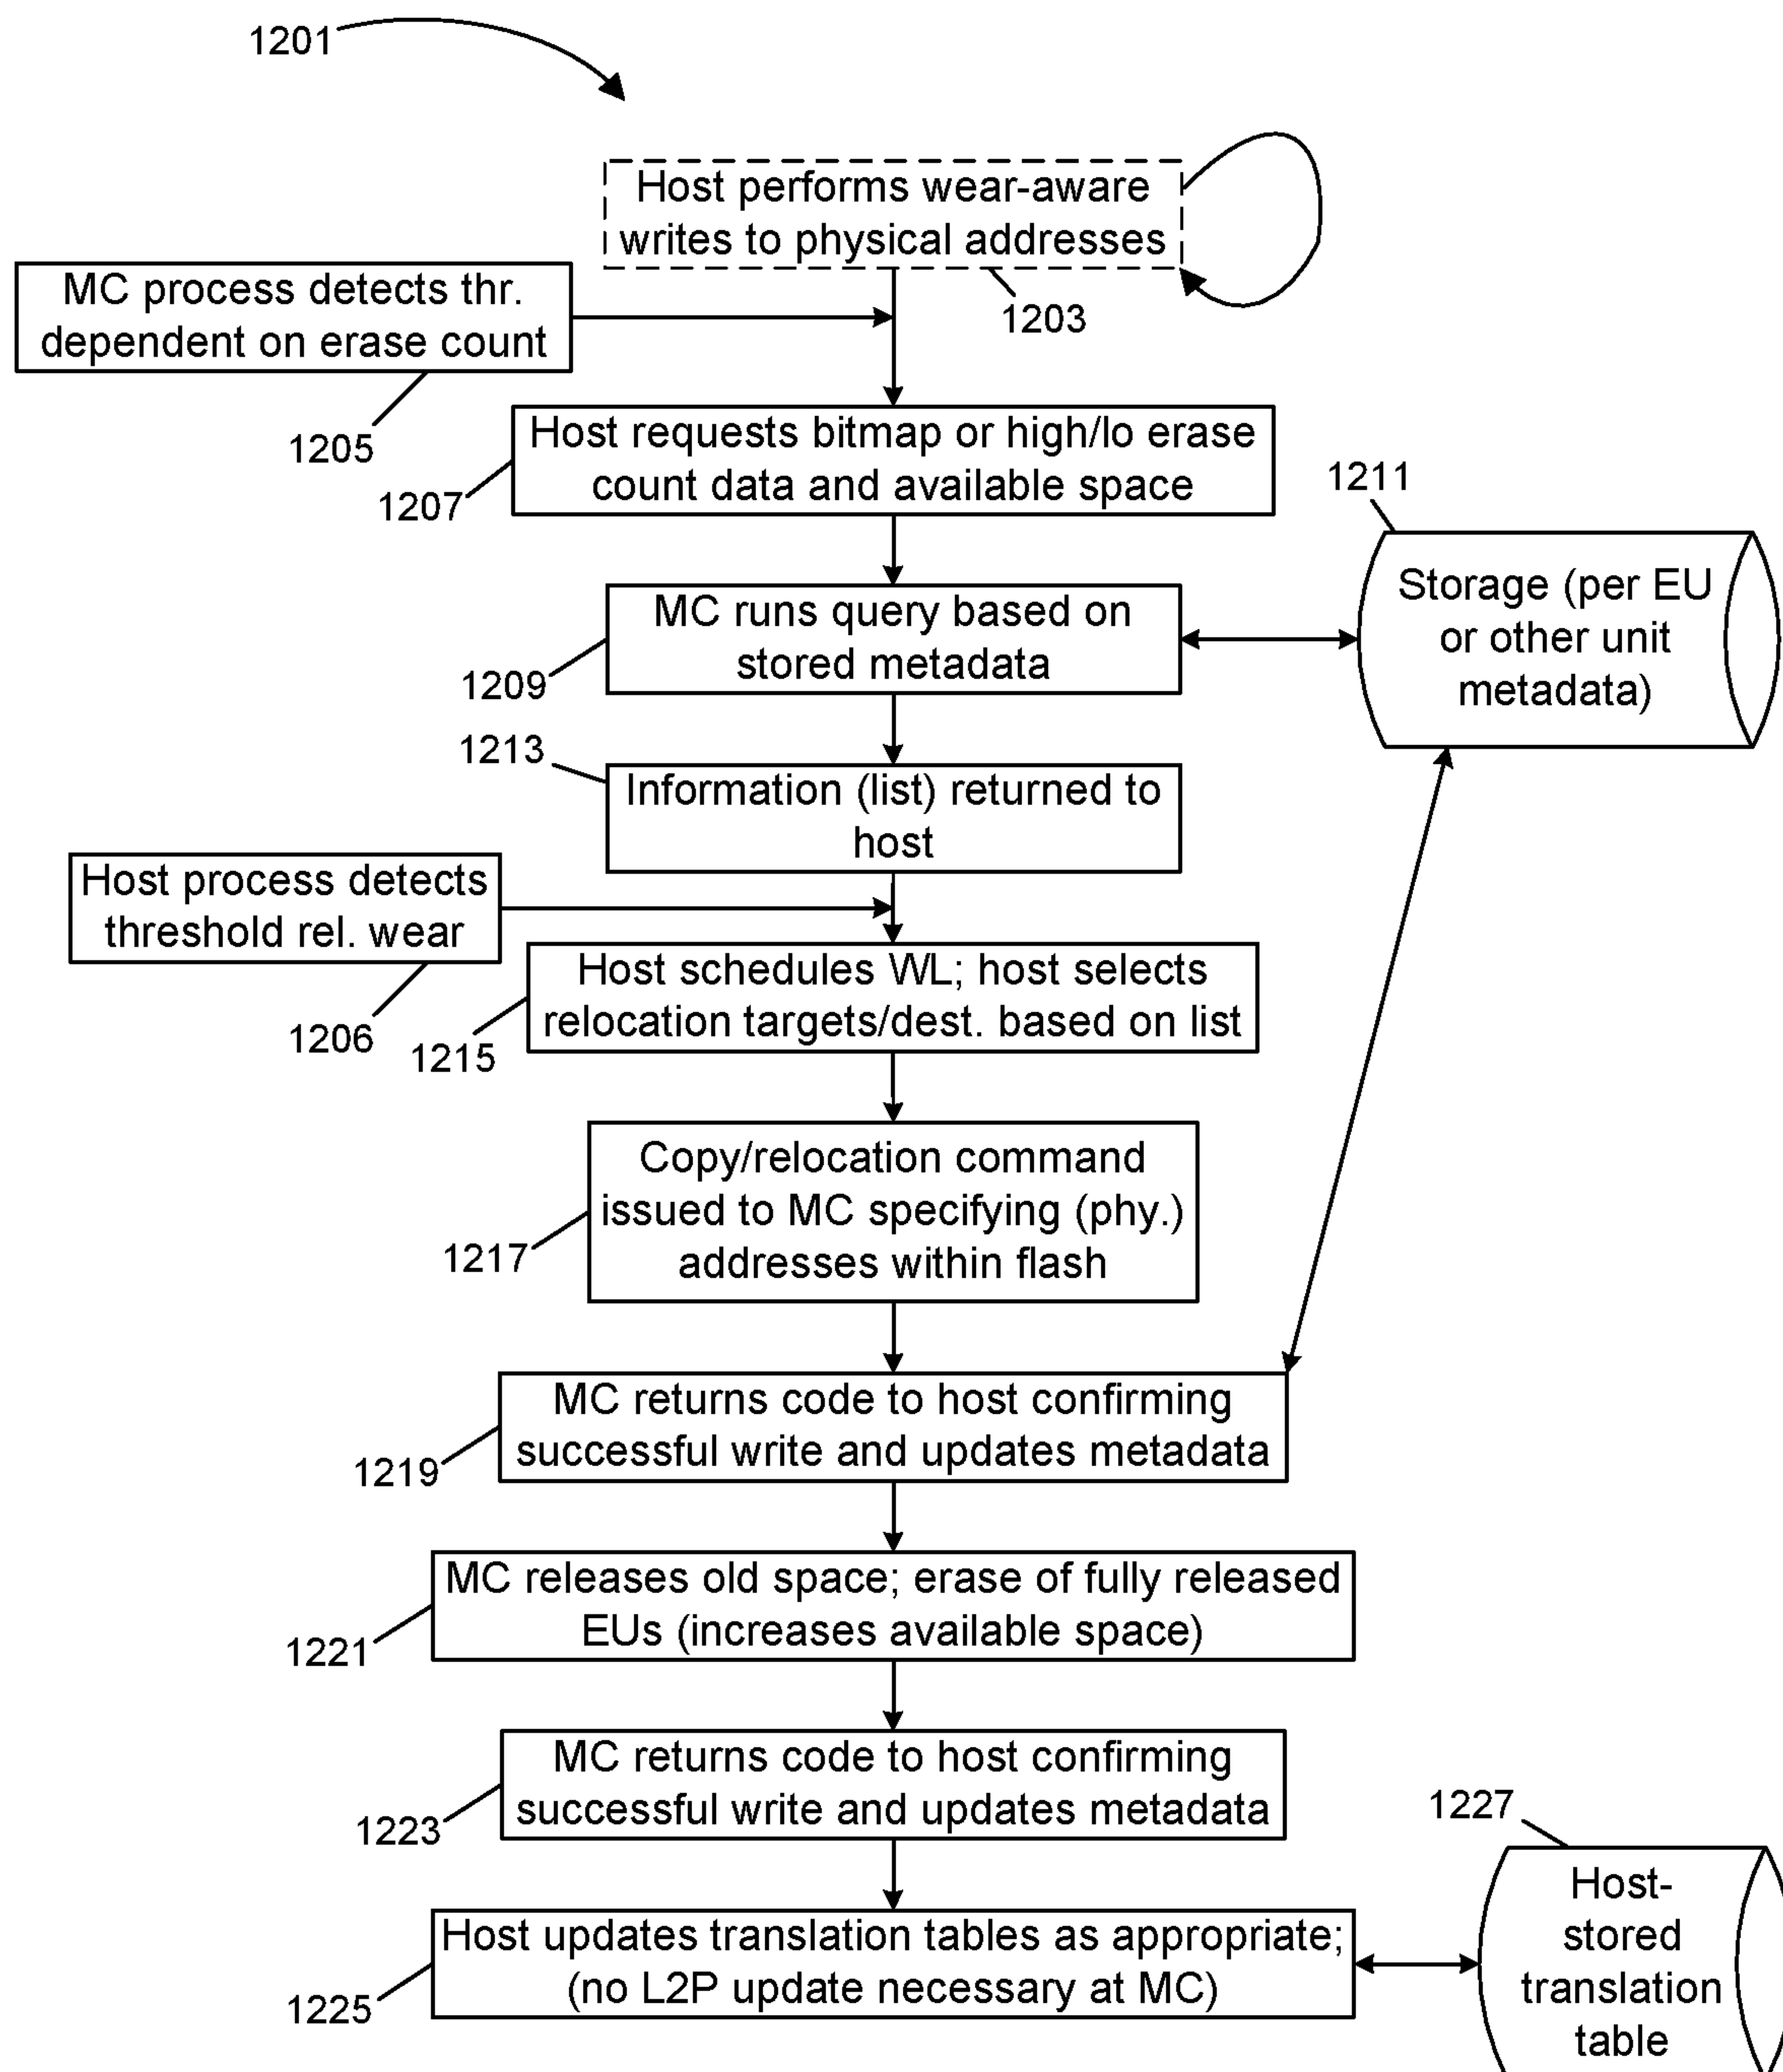 1201
Host performs wear-aware
writes to physical addresses
1203
MC process detects thr.
dependent on erase count
1205
Host requests bitmap or high/lo erase
count data and available space
1207
1211
Storage (per EU
or other unit
metadata)
MC runs query based on
stored metadata
1209
1213
Information (list) returned to
host
Host process detects
threshold rel. wear
1206
Host schedules WL; host selects
relocation targets/dest. based on list
1215
Copy/relocation command
issued to MC specifying (phy.)
addresses within flash
1217
MC returns code to host confirming
successful write and updates metadata
1219
MC releases old space; erase of fully released
EUs (increases available space)
1221
MC returns code to host confirming
successful write and updates metadata
1223
1227
Host-
stored
translation
table
Host updates translation tables as appropriate;
(no L2P update necessary at MC)
1225